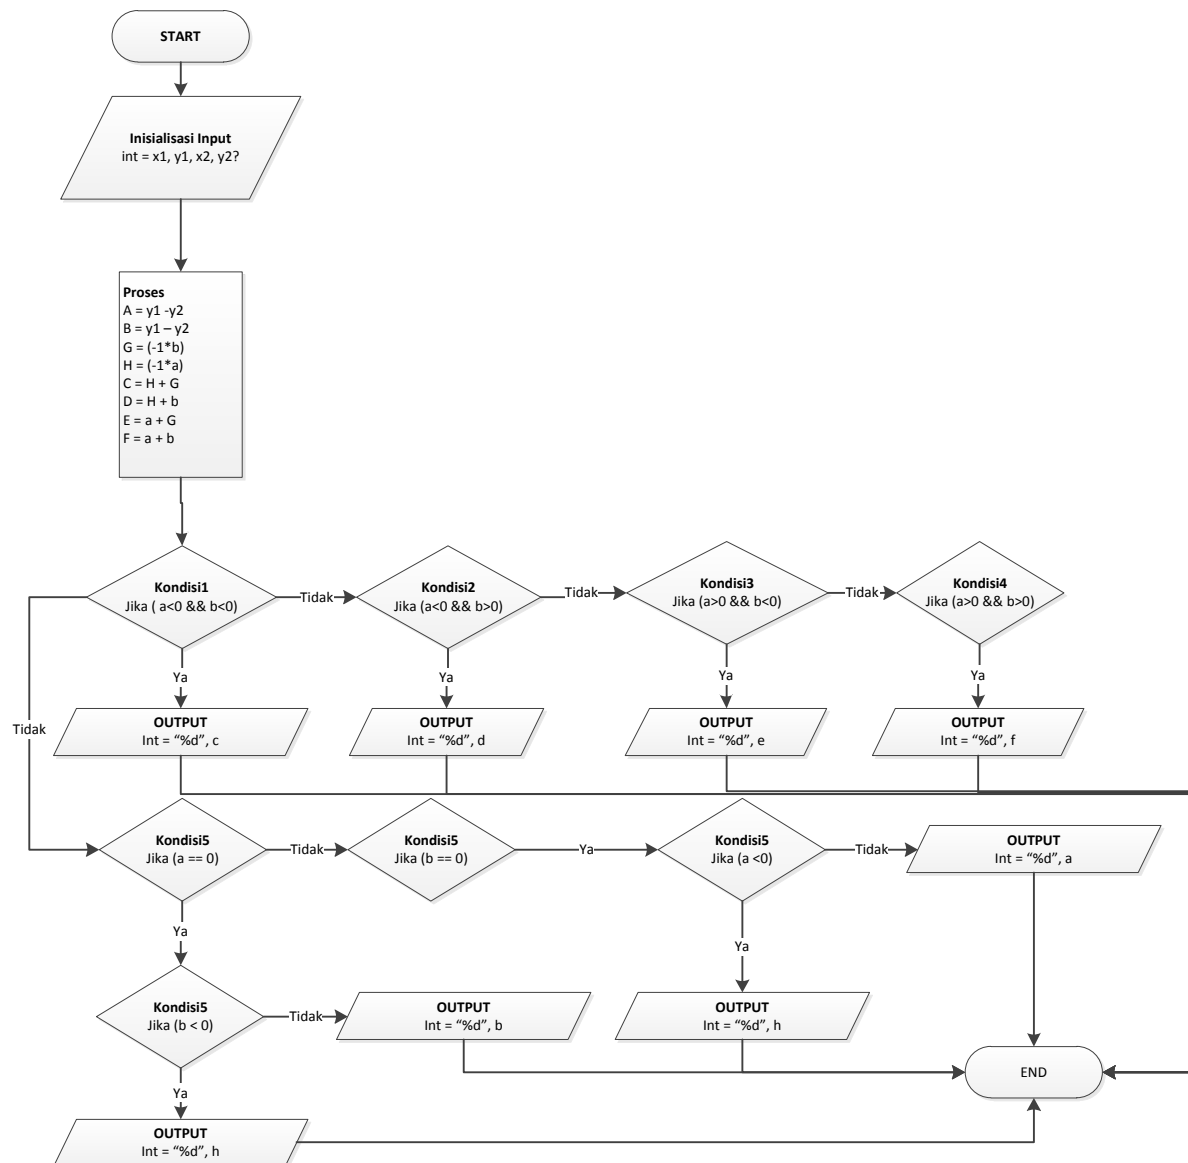 START
Inisialisasi Input
int = x1, y1, x2, y2?
Proses
A = y1 -y2
B = y1 – y2
G = (-1*b)
H = (-1*a)
C = H + G
D = H + b
E = a + G
F = a + b
Kondisi1
Jika ( a<0 && b<0)
Tidak
Kondisi2
Jika (a<0 && b>0)
Tidak
Kondisi3
Jika (a>0 && b<0)
Tidak
Kondisi4
Jika (a>0 && b>0)
Ya
Ya
Ya
Ya
Tidak
OUTPUT
Int = “%d”, c
OUTPUT
Int = “%d”, d
OUTPUT
Int = “%d”, e
OUTPUT
Int = “%d”, f
Kondisi5
Jika (a == 0)
Tidak
Kondisi5
Jika (b == 0)
Ya
Kondisi5
Jika (a <0)
Tidak
OUTPUT
Int = “%d”, a
Ya
Ya
Kondisi5
Jika (b < 0)
Tidak
OUTPUT
Int = “%d”, b
OUTPUT
Int = “%d”, h
END
Ya
OUTPUT
Int = “%d”, h